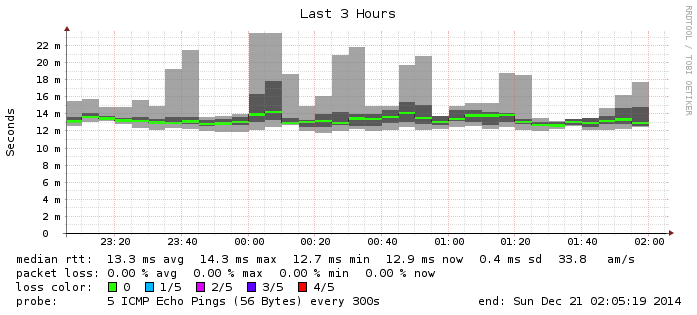 Last 3 Hours
RRDTOOL / TOBI OETIKER
Seconds
22 m
20 m
18 m
16 m
14 m
12 m
10 m
8 m
6 m
4 m
2 m
0
23:20 23:40 00:00 00:20 00:40 01:00 01:20 01:40 02:00
median rtt: 13.3 ms avg 14.3 ms max 12.7 ms min 12.9 ms now 0.4 ms sd 33.8 am/s
packet loss: 0.00 % avg 0.00 % max 0.00 % min 0.00 % now
loss color: 0 1/5 2/5 3/5 4/5
probe: 5 ICMP Echo Pings (56 Bytes) every 300s end: Sun Dec 21 02:05:19 2014